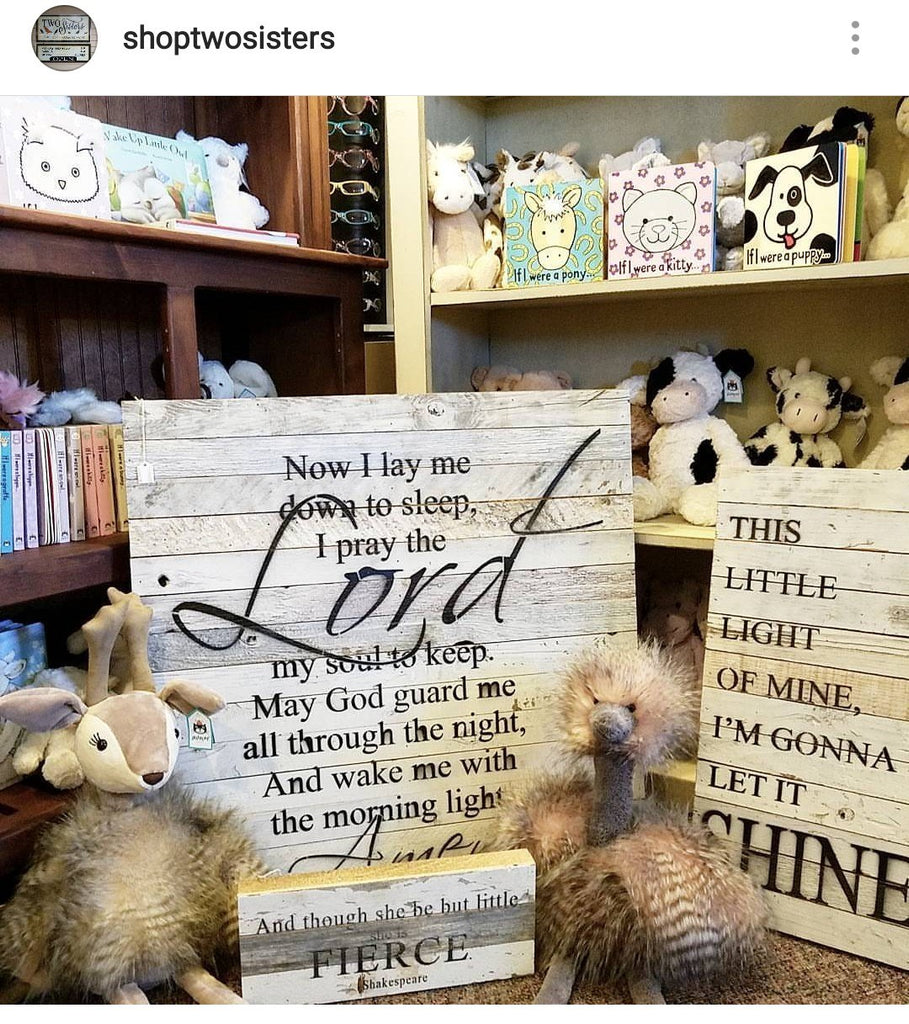 shoptwosisters
TWO Sisters
Wake Up Little Owl
If I were a pony...
If I were a kitty...
If I were a puppy...
Now I lay me
down to sleep,
I pray the
Lord
my soul to keep.
May God guard me
all through the night,
And wake me with
the morning light
Amen
THIS
LITTLE
LIGHT
OF MINE,
I'M GONNA
LET IT
SHINE
And though she be but little
she is
FIERCE
Shakespeare